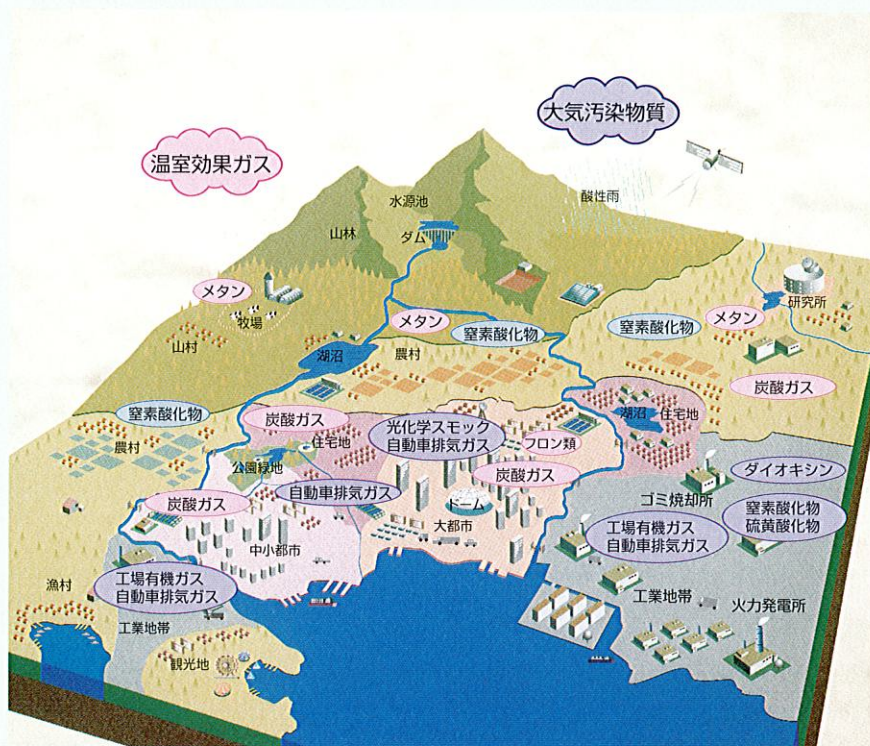 大気汚染物質
温室効果ガス
酸性雨
水源池
山林
ダム
メタン
研究所
牧場
メタン
窒素酸化物
窒素酸化物
メタン
山村
湖沼
農村
炭酸ガス
窒素酸化物
炭酸ガス
光化学スモック
自動車排気ガス
湖沼
住宅地
農村
住宅地
フロン類
公園緑地
炭酸ガス
ダイオキシン
自動車排気ガス
ゴミ焼却所
炭酸ガス
ドーム
窒素酸化物
硫黄酸化物
大都市
工場有機ガス
自動車排気ガス
中小都市
漁村
工場有機ガス
自動車排気ガス
工業地帯
火力発電所
工業地帯
観光地